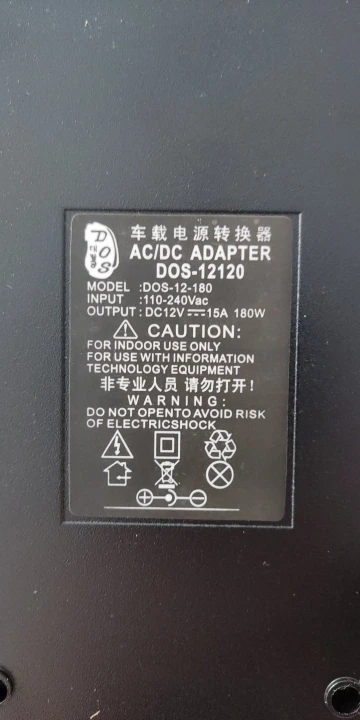 DOS
车载电源转换器
AC/DC ADAPTER
DOS-12120
MODEL :DOS-12-180
INPUT :110-240Vac
OUTPUT :DC12V⎓15A 180W
CAUTION:
FOR INDOOR USE ONLY
FOR USE WITH INFORMATION
TECHNOLOGY EQUIPMENT
非专业人员 请勿打开!
WARNING:
DO NOT OPENTO AVOID RISK
OF ELECTRICSHOCK